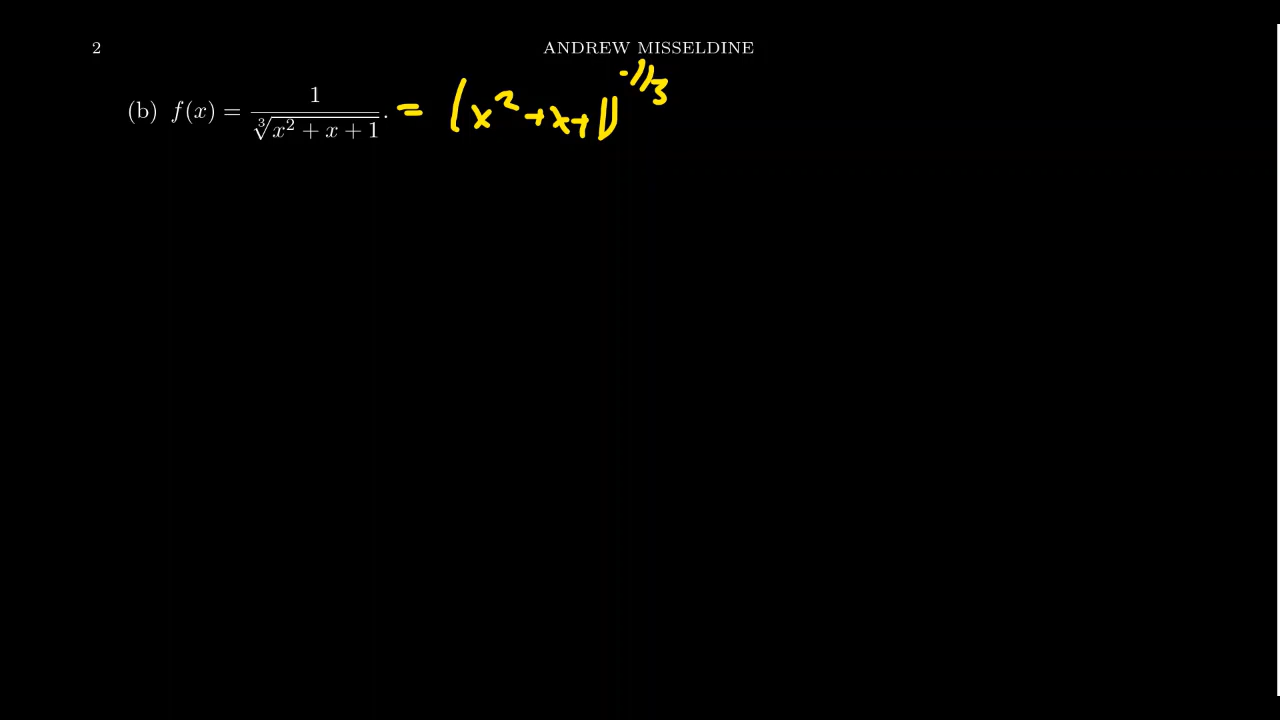 2 ANDREW MISSELDINE
(b) f(x) = 1/∛(x² + x + 1). = (x² + x + 1)^(-1/3)